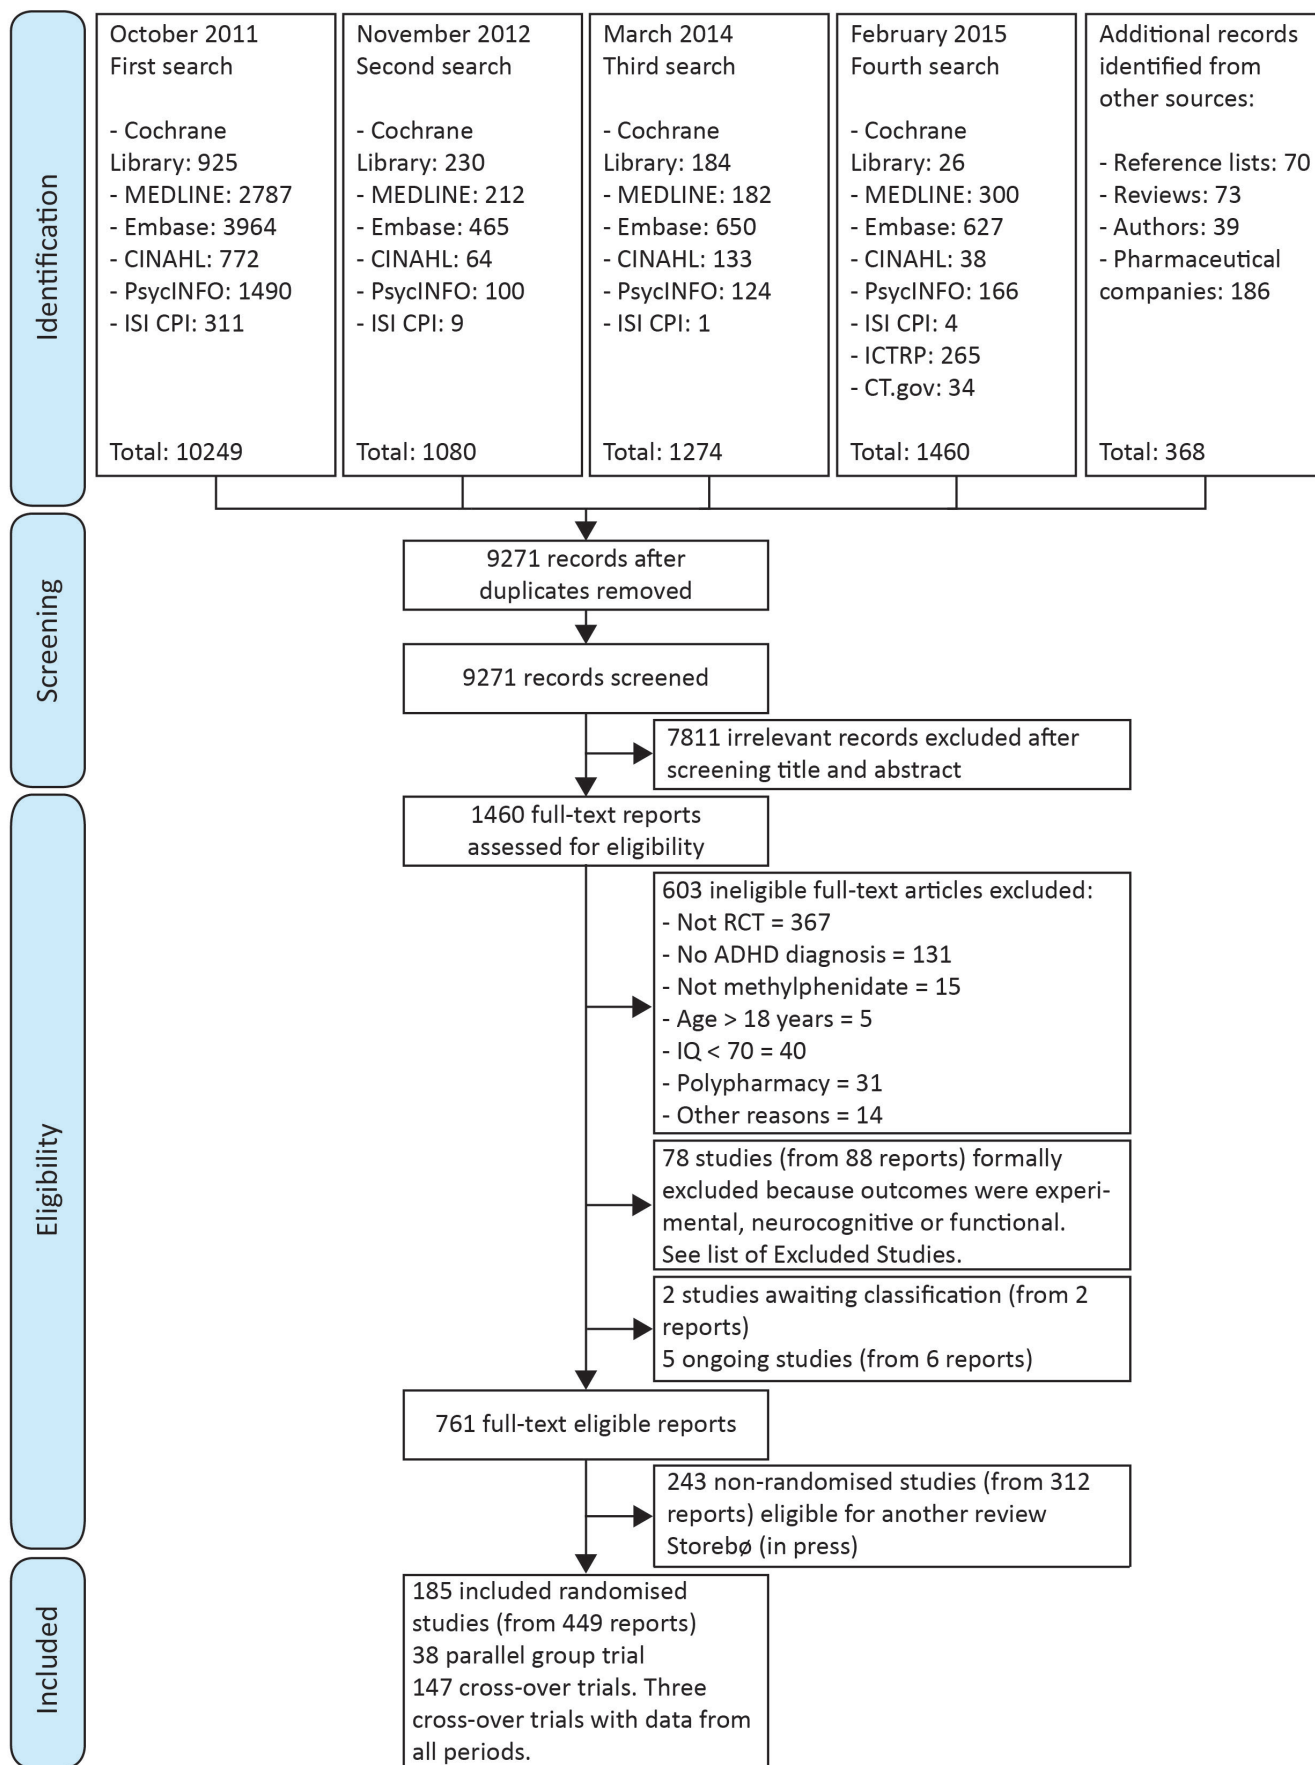 Identification
October 2011
First search
- Cochrane
Library: 925
- MEDLINE: 2787
- Embase: 3964
- CINAHL: 772
- PsycINFO: 1490
- ISI CPI: 311
Total: 10249
November 2012
Second search
- Cochrane
Library: 230
- MEDLINE: 212
- Embase: 465
- CINAHL: 64
- PsycINFO: 100
- ISI CPI: 9
Total: 1080
March 2014
Third search
- Cochrane
Library: 184
- MEDLINE: 182
- Embase: 650
- CINAHL: 133
- PsycINFO: 124
- ISI CPI: 1
Total: 1274
February 2015
Fourth search
- Cochrane
Library: 26
- MEDLINE: 300
- Embase: 627
- CINAHL: 38
- PsycINFO: 166
- ISI CPI: 4
- ICTRP: 265
- CT.gov: 34
Total: 1460
Additional records
identified from
other sources:
- Reference lists: 70
- Reviews: 73
- Authors: 39
- Pharmaceutical
companies: 186
Total: 368
Screening
9271 records after
duplicates removed
9271 records screened
7811 irrelevant records excluded after
screening title and abstract
Eligibility
1460 full-text reports
assessed for eligibility
603 ineligible full-text articles excluded:
- Not RCT = 367
- No ADHD diagnosis = 131
- Not methylphenidate = 15
- Age > 18 years = 5
- IQ < 70 = 40
- Polypharmacy = 31
- Other reasons = 14
78 studies (from 88 reports) formally
excluded because outcomes were experi-
mental, neurocognitive or functional.
See list of Excluded Studies.
2 studies awaiting classification (from 2
reports)
5 ongoing studies (from 6 reports)
761 full-text eligible reports
243 non-randomised studies (from 312
reports) eligible for another review
Storebø (in press)
Included
185 included randomised
studies (from 449 reports)
38 parallel group trial
147 cross-over trials. Three
cross-over trials with data from
all periods.